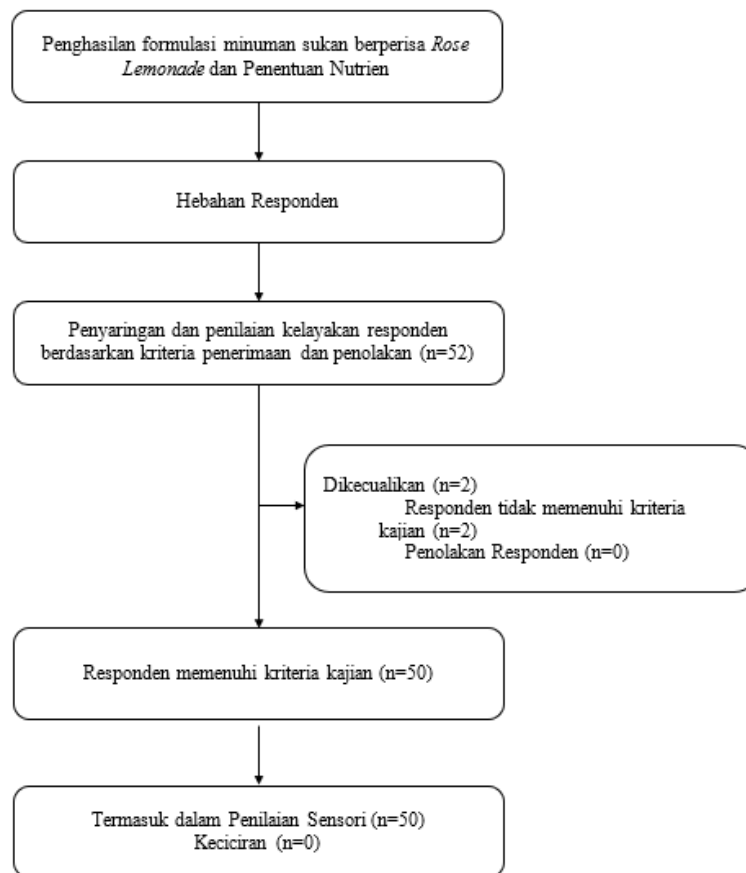 Penghasilan formulasi minuman sukan berperisa Rose
Lemonade dan Penentuan Nutrien
Hebahan Responden
Penyaringan dan penilaian kelayakan responden
berdasarkan kriteria penerimaan dan penolakan (n=52)
Dikecualikan (n=2)
Responden tidak memenuhi kriteria
kajian (n=2)
Penolakan Responden (n=0)
Responden memenuhi kriteria kajian (n=50)
Termasuk dalam Penilaian Sensori (n=50)
Keciciran (n=0)